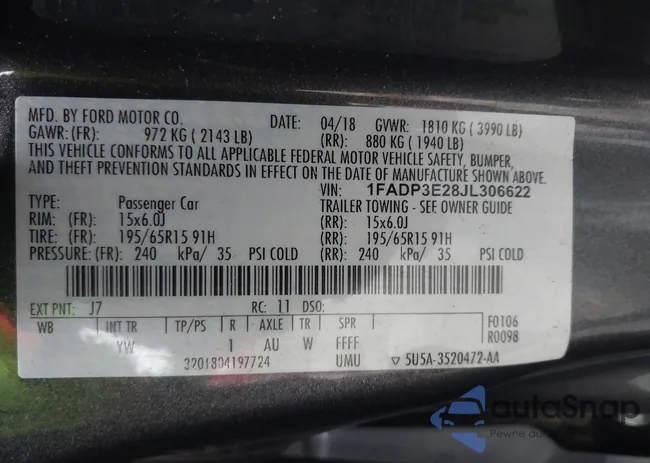 MFD. BY FORD MOTOR CO. DATE: 04/18 GVWR: 1810 KG ( 3990 LB)
GAWR: (FR): 972 KG ( 2143 LB) (RR): 880 KG ( 1940 LB)
THIS VEHICLE CONFORMS TO ALL APPLICABLE FEDERAL MOTOR VEHICLE SAFETY, BUMPER,
AND THEFT PREVENTION STANDARDS IN EFFECT ON THE DATE OF MANUFACTURE SHOWN ABOVE.
VIN: 1FADP3E28JL306622
TYPE: Passenger Car TRAILER TOWING - SEE OWNER GUIDE
RIM: (FR): 15x6.0J (RR): 15x6.0J
TIRE: (FR): 195/65R15 91H (RR): 195/65R15 91H
PRESSURE: (FR): 240 kPa/ 35 PSI COLD (RR): 240 kPa/ 35 PSI COLD
EXT PNT: J7 RC: 11 DSO:
WB INT TR TP/PS R AXLE TR SPR F0106
YW 1 AU W FFFF R0098
3201804197724 UMU ▽ 5U5A-3520472-AA
autoSnap
Pewne auto